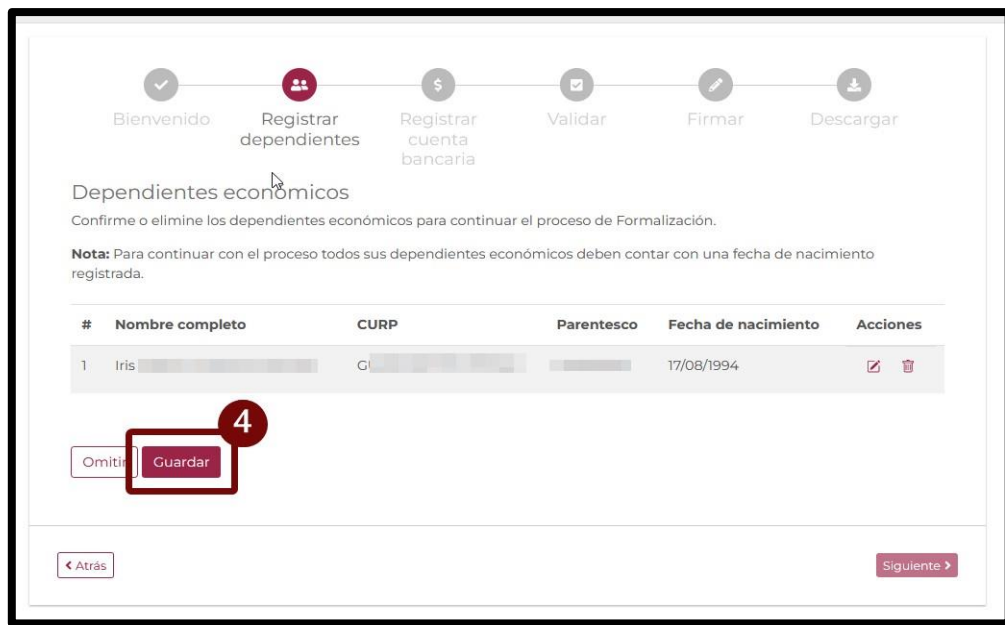 Bienvenido
Registrar
dependientes
Registrar
cuenta
bancaria
Validar
Firmar
Descargar
Dependientes económicos
Confirme o elimine los dependientes económicos para continuar el proceso de Formalización.
Nota: Para continuar con el proceso todos sus dependientes económicos deben contar con una fecha de nacimiento
registrada.
# Nombre completo CURP Parentesco Fecha de nacimiento Acciones
1 Iris 17/08/1994
4
Omitir Guardar
Atrás Siguiente